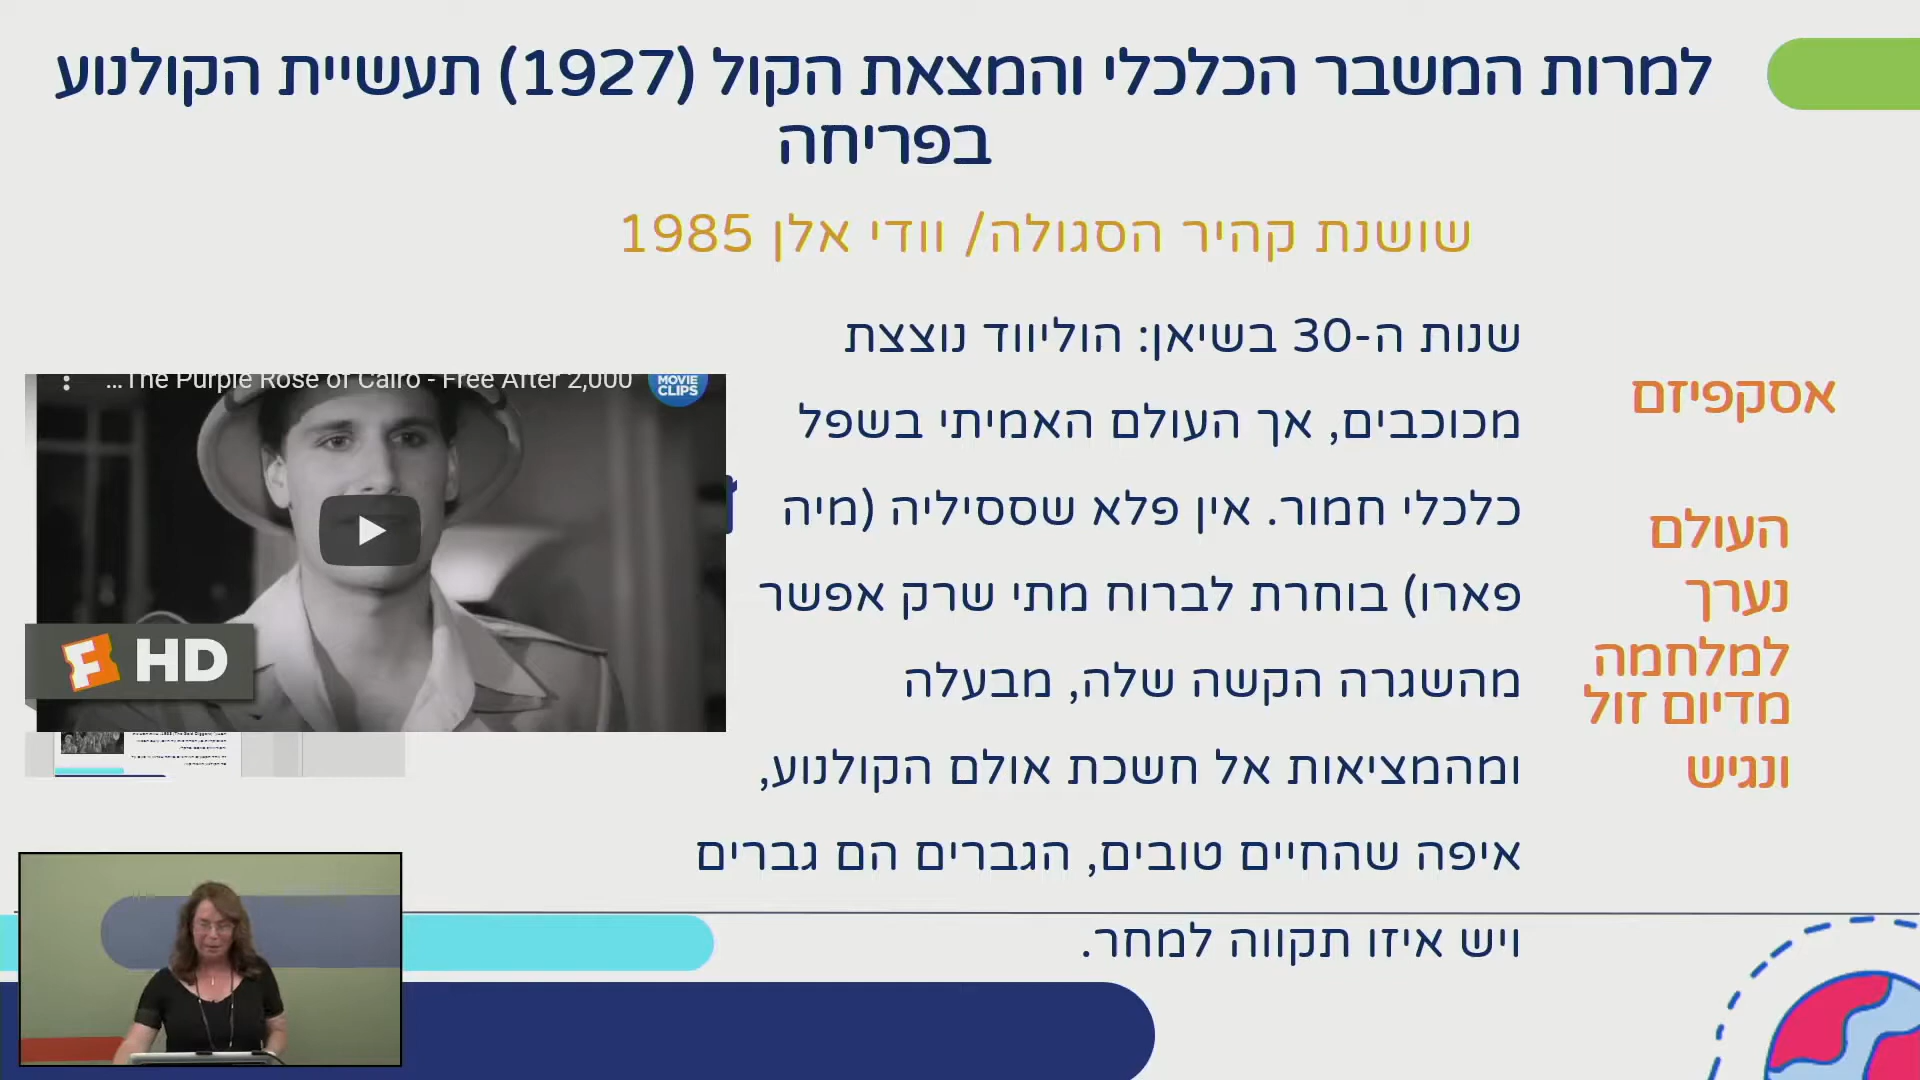 למרות המשבר הכלכלי והמצאת הקול (1927) תעשיית הקולנוע
בפריחה
שושנת קהיר הסגולה/ וודי אלן 1985
שנות ה-30 בשיאן: הוליווד נוצצת
מכוכבים, אך העולם האמיתי בשפל
כלכלי חמור. אין פלא שססיליה (מיה
פארו) בוחרת לברוח מתי שרק אפשר
מהשגרה הקשה שלה, מבעלה
ומהמציאות אל חשכת אולם הקולנוע,
איפה שהחיים טובים, הגברים הם גברים
ויש איזו תקווה למחר.
אסקפיזם
העולם
נערך
למלחמה
מדיום זול
ונגיש
...The Purple Rose of Cairo - Free After 2,000
MOVIE
CLIPS
F HD